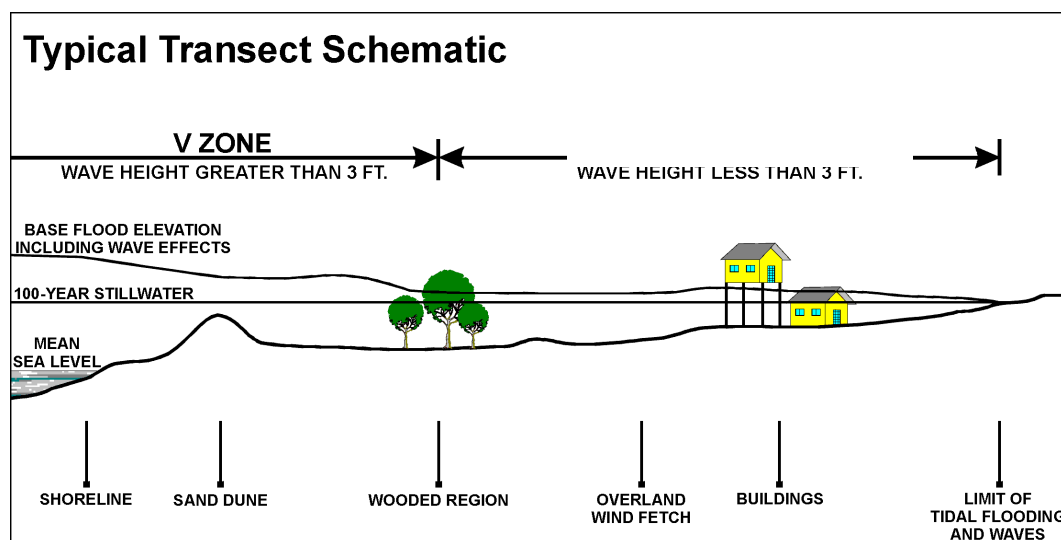 Typical Transect Schematic
V ZONE
WAVE HEIGHT GREATER THAN 3 FT.
WAVE HEIGHT LESS THAN 3 FT.
BASE FLOOD ELEVATION
INCLUDING WAVE EFFECTS
100-YEAR STILLWATER
MEAN
SEA LEVEL
SHORELINE
SAND DUNE
WOODED REGION
OVERLAND
WIND FETCH
BUILDINGS
LIMIT OF
TIDAL FLOODING
AND WAVES